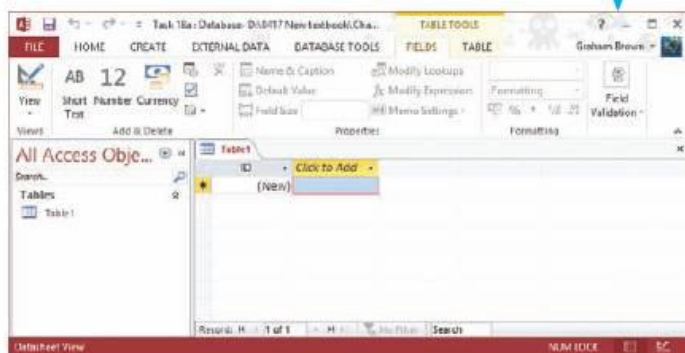 Task 18a : Database- D:\0417 New textbook\Cha... TABLE TOOLS ?
FILE HOME CREATE EXTERNAL DATA DATABASE TOOLS FIELDS TABLE Graham Brown
View AB Short Text 12 Number Currency
Name & Caption
Default Value
Field Size
Modify Lookups
Modify Expression
Memo Settings
Formatting
%
Field Validation
Views Add & Delete Properties Formatting
All Access Obje...
Search..
Tables
Table1
Table1
ID Click to Add
(New)
Record: 1 of 1 No Filter Search
Datasheet View NUM LOCK